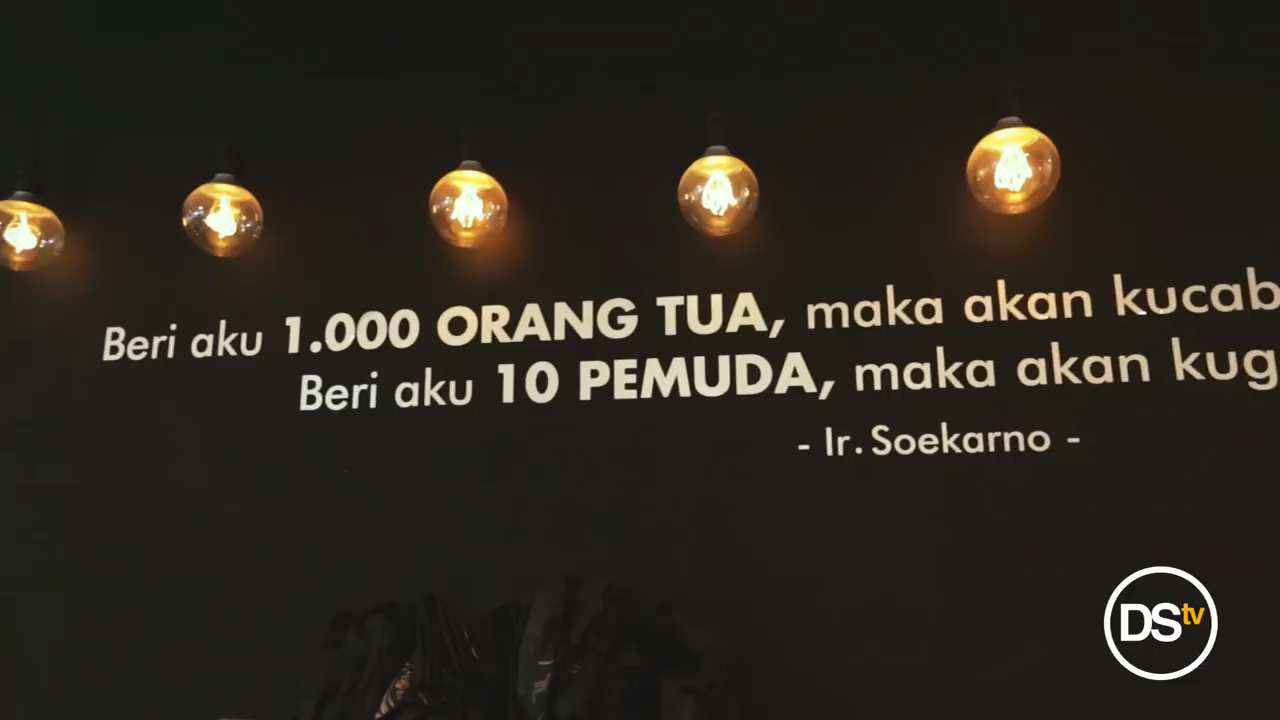 Beri aku 1.000 ORANG TUA, maka akan kucab
Beri aku 10 PEMUDA, maka akan kug
- Ir. Soekarno -
DStv